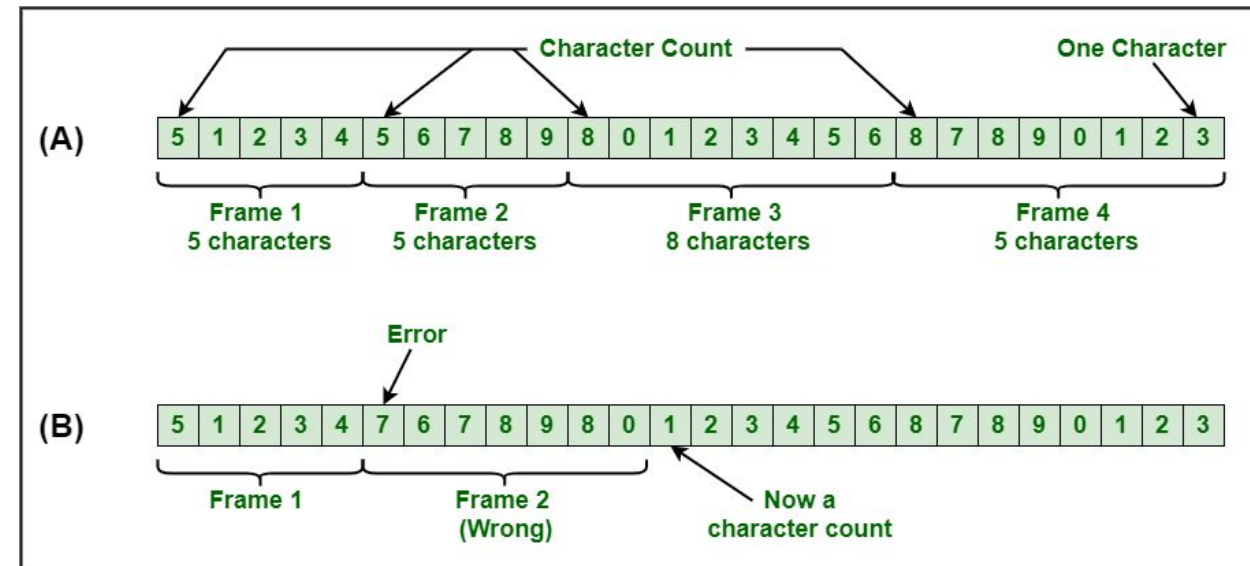 Character Count
One Character
(A)
5 1 2 3 4 5 6 7 8 9 8 0 1 2 3 4 5 6 8 7 8 9 0 1 2 3
Frame 1
5 characters
Frame 2
5 characters
Frame 3
8 characters
Frame 4
5 characters
Error
(B)
5 1 2 3 4 7 6 7 8 9 8 0 1 2 3 4 5 6 8 7 8 9 0 1 2 3
Frame 1
Frame 2
(Wrong)
Now a
character count